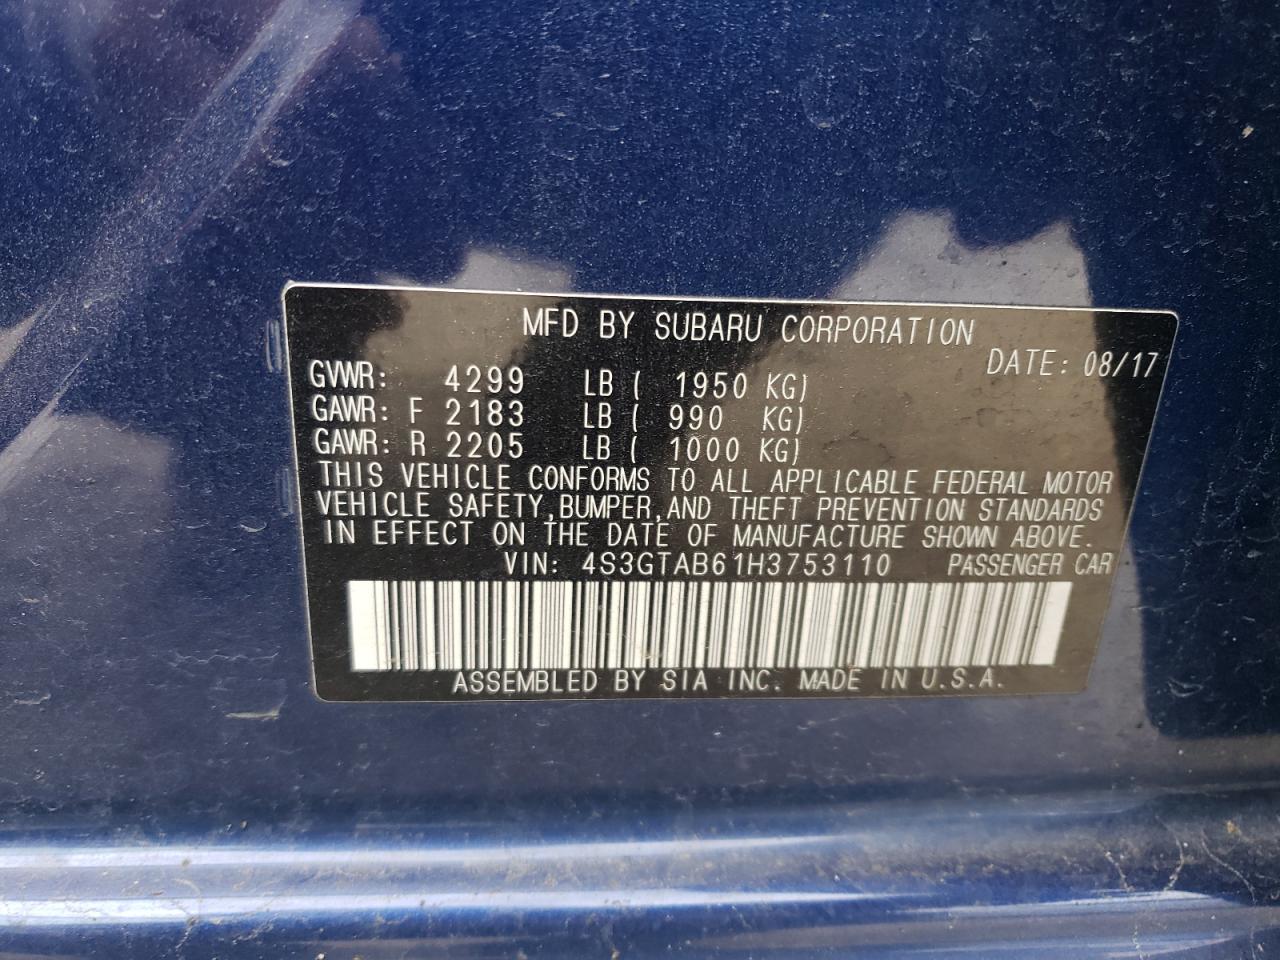 MFD BY SUBARU CORPORATION
DATE: 08/17
GVWR: 4299 LB ( 1950 KG)
GAWR: F 2183 LB ( 990 KG)
GAWR: R 2205 LB ( 1000 KG)
THIS VEHICLE CONFORMS TO ALL APPLICABLE FEDERAL MOTOR
VEHICLE SAFETY,BUMPER,AND THEFT PREVENTION STANDARDS
IN EFFECT ON THE DATE OF MANUFACTURE SHOWN ABOVE.
VIN: 4S3GTAB61H3753110 PASSENGER CAR
ASSEMBLED BY SIA INC. MADE IN U.S.A.